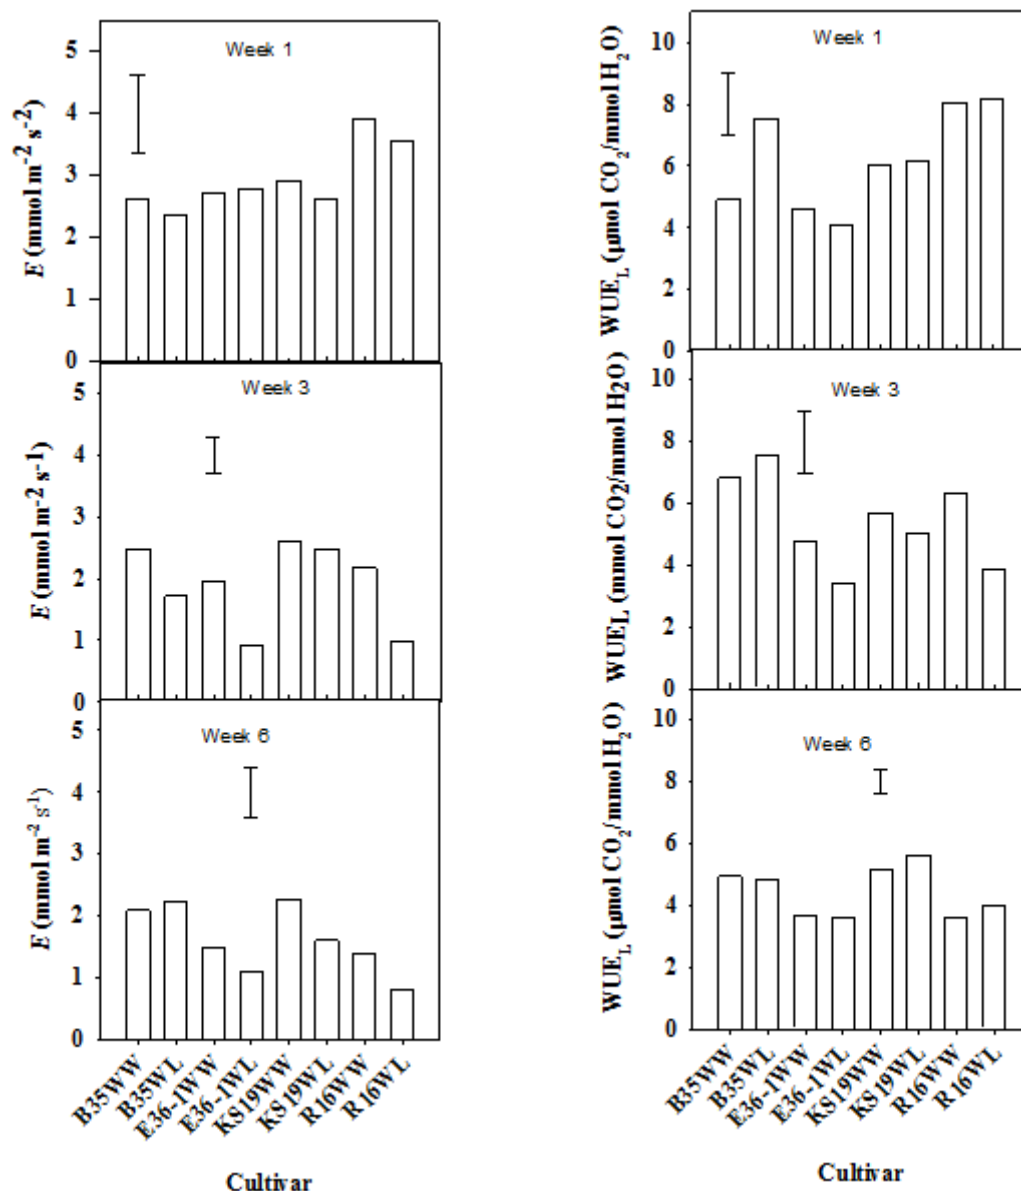 Week 1
E (mmol m⁻² s⁻²)
5
4
3
2
1
0
Week 3
E (mmol m⁻² s⁻¹)
5
4
3
2
1
0
Week 6
E (mmol m⁻² s⁻¹)
5
4
3
2
1
0
B35WW
B35WL
E36-1WW
E36-1WL
KS19WW
KS19WL
R16WW
R16WL
Cultivar
Week 1
WUE_L (µmol CO₂/mmol H₂O)
10
8
6
4
2
0
Week 3
WUE_L (mmol CO2/mmol H2O)
10
8
6
4
2
0
Week 6
WUE_L (µmol CO₂/mmol H₂O)
10
8
6
4
2
0
B35WW
B35WL
E36-1WW
E36-1WL
KS19WW
KS19WL
R16WW
R16WL
Cultivar